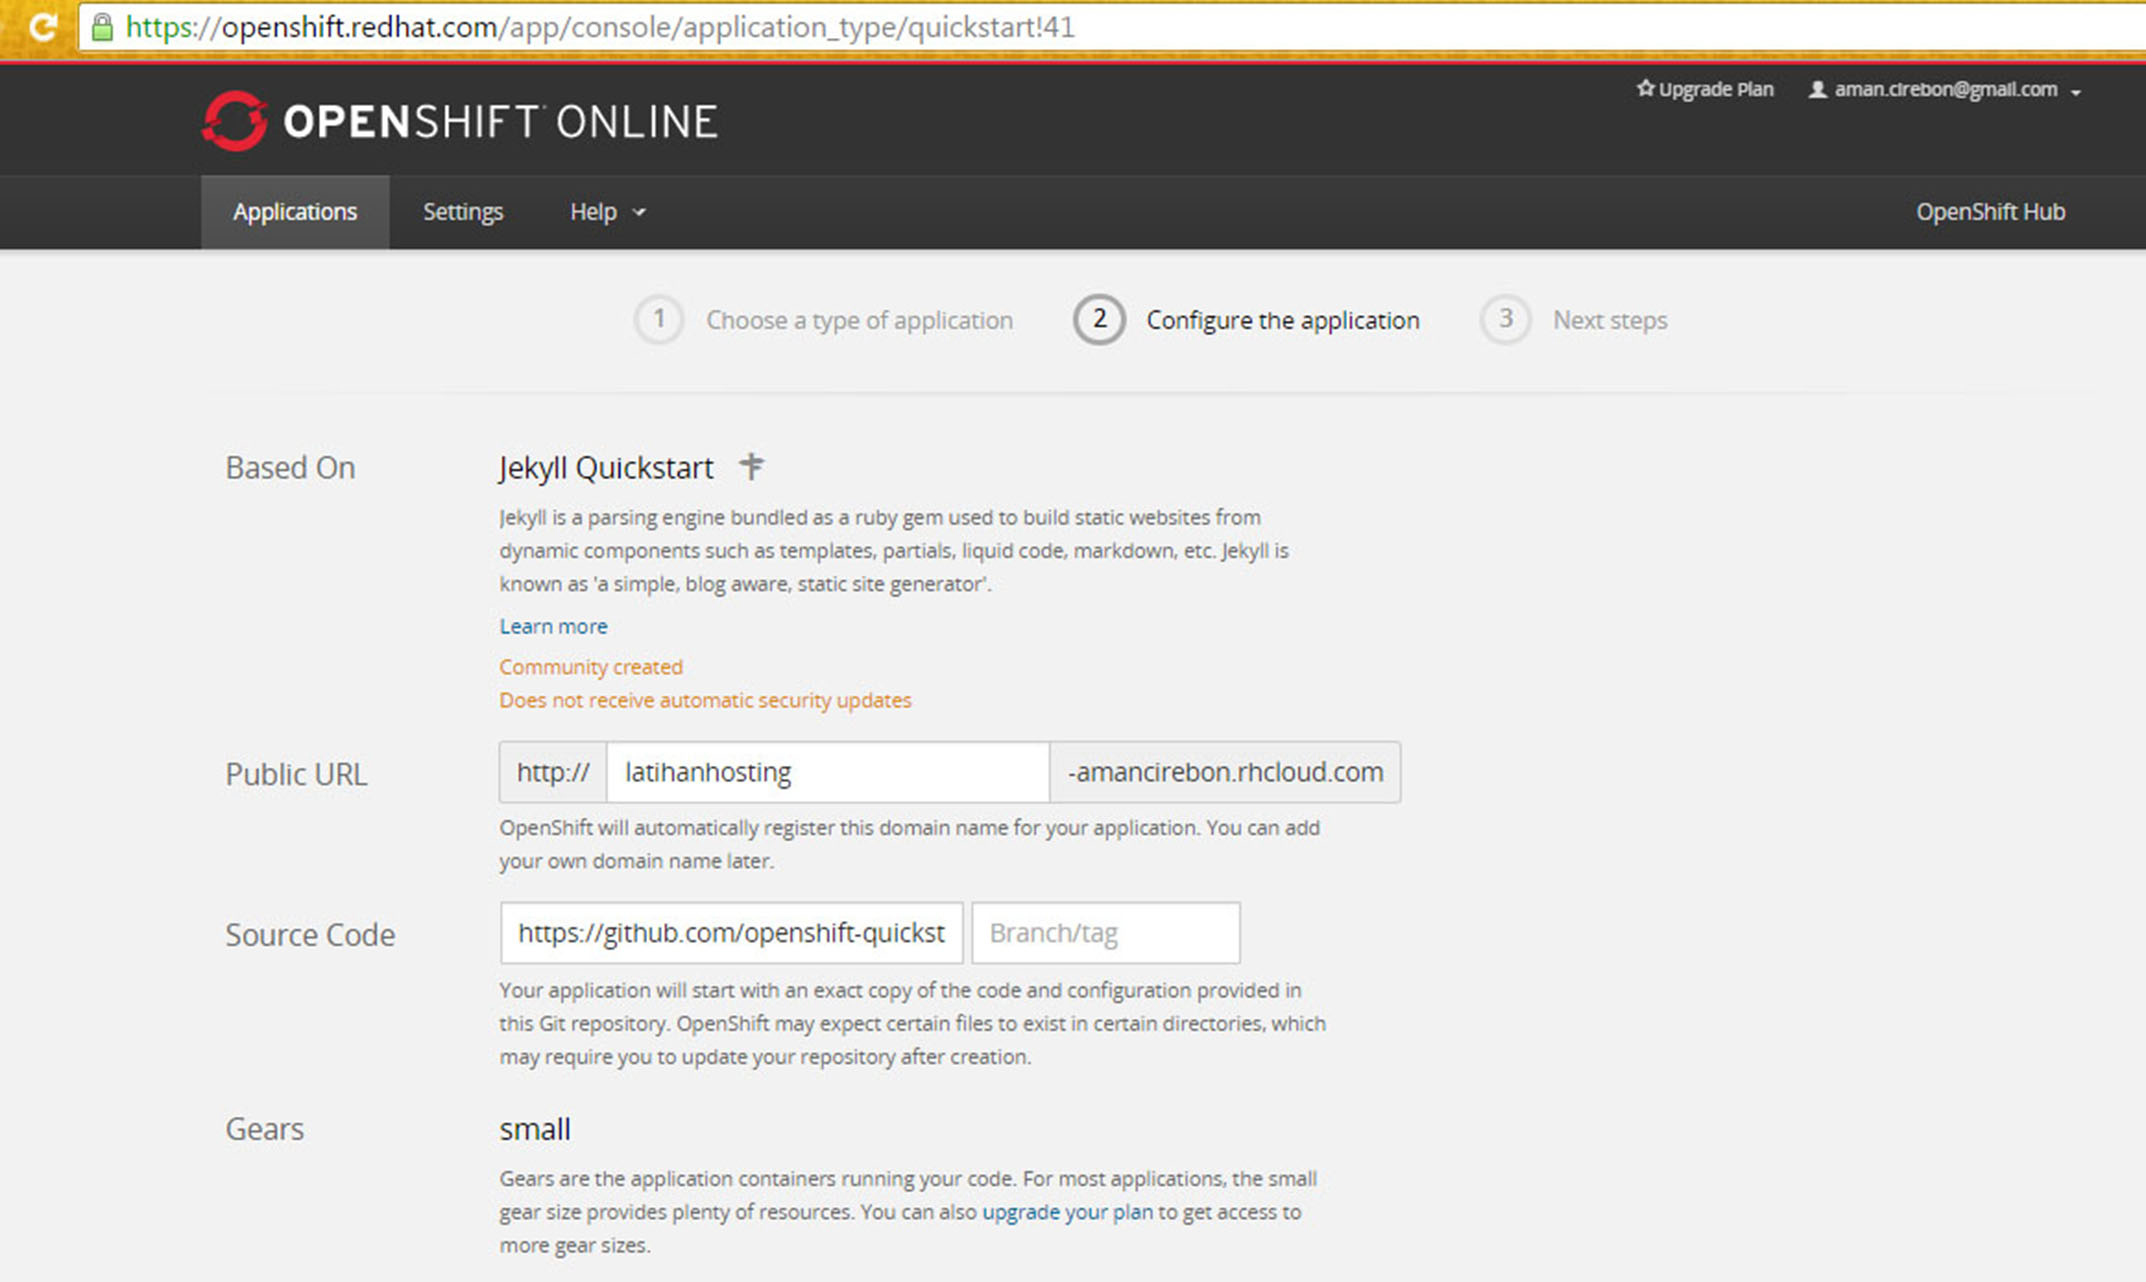 https://openshift.redhat.com/app/console/application_type/quickstart!41
Upgrade Plan aman.cirebon@gmail.com
OPENSHIFT ONLINE
Applications Settings Help OpenShift Hub
1 Choose a type of application 2 Configure the application 3 Next steps
Based On Jekyll Quickstart
Jekyll is a parsing engine bundled as a ruby gem used to build static websites from
dynamic components such as templates, partials, liquid code, markdown, etc. Jekyll is
known as 'a simple, blog aware, static site generator'.
Learn more
Community created
Does not receive automatic security updates
Public URL http:// latihanhosting -amancirebon.rhcloud.com
OpenShift will automatically register this domain name for your application. You can add
your own domain name later.
Source Code https://github.com/openshift-quickst Branch/tag
Your application will start with an exact copy of the code and configuration provided in
this Git repository. OpenShift may expect certain files to exist in certain directories, which
may require you to update your repository after creation.
Gears small
Gears are the application containers running your code. For most applications, the small
gear size provides plenty of resources. You can also upgrade your plan to get access to
more gear sizes.